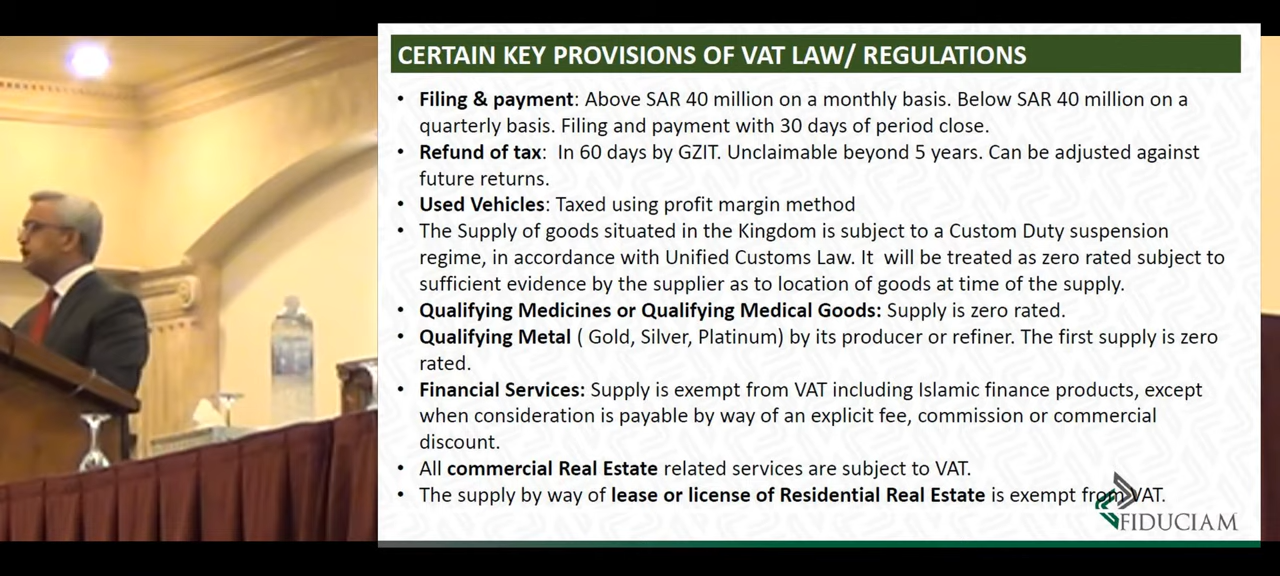 CERTAIN KEY PROVISIONS OF VAT LAW/ REGULATIONS
• Filing & payment: Above SAR 40 million on a monthly basis. Below SAR 40 million on a
quarterly basis. Filing and payment with 30 days of period close.
• Refund of tax:  In 60 days by GZIT. Unclaimable beyond 5 years. Can be adjusted against
future returns.
• Used Vehicles: Taxed using profit margin method
• The Supply of goods situated in the Kingdom is subject to a Custom Duty suspension
regime, in accordance with Unified Customs Law. It  will be treated as zero rated subject to
sufficient evidence by the supplier as to location of goods at time of the supply.
• Qualifying Medicines or Qualifying Medical Goods: Supply is zero rated.
• Qualifying Metal ( Gold, Silver, Platinum) by its producer or refiner. The first supply is zero
rated.
• Financial Services: Supply is exempt from VAT including Islamic finance products, except
when consideration is payable by way of an explicit fee, commission or commercial
discount.
• All commercial Real Estate related services are subject to VAT.
• The supply by way of lease or license of Residential Real Estate is exempt from VAT.
FIDUCIAM